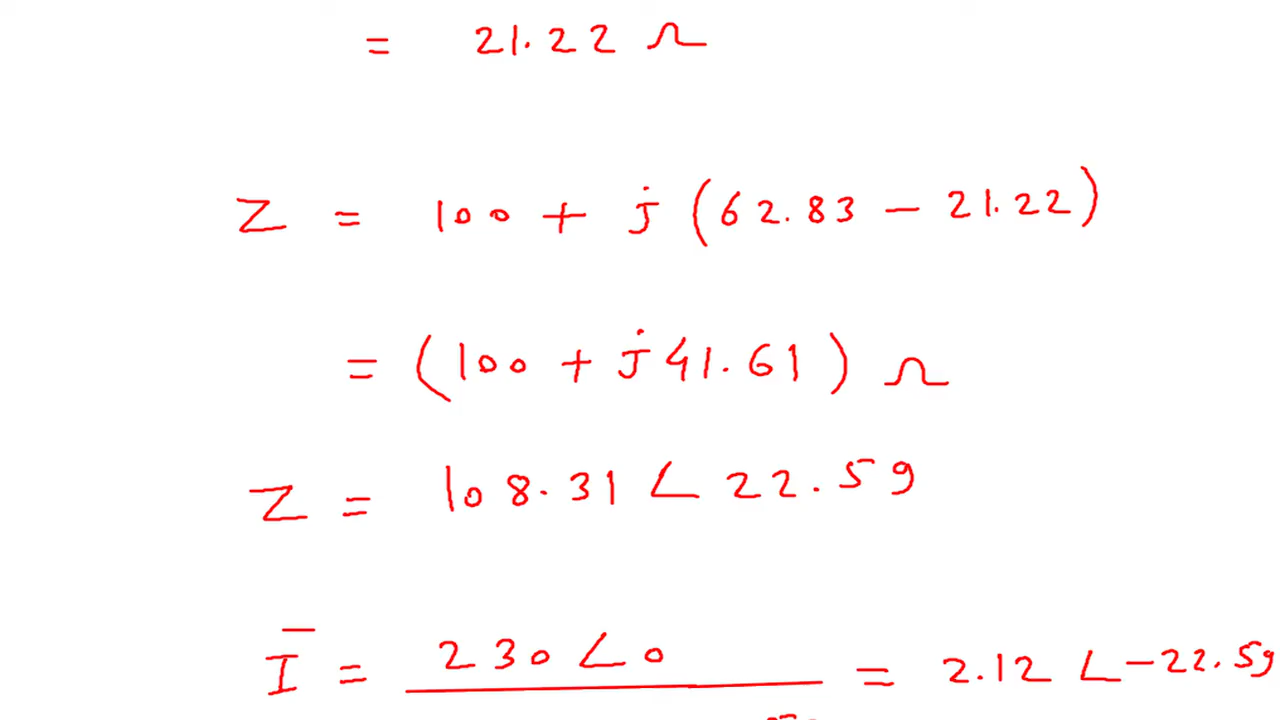 = 21.22 Ω
Z = 100 + j (62.83 - 21.22)
= (100 + j41.61) Ω
Z = 108.31 ∠ 22.59
I̅ = 230 ∠ 0 = 2.12 ∠ -22.59